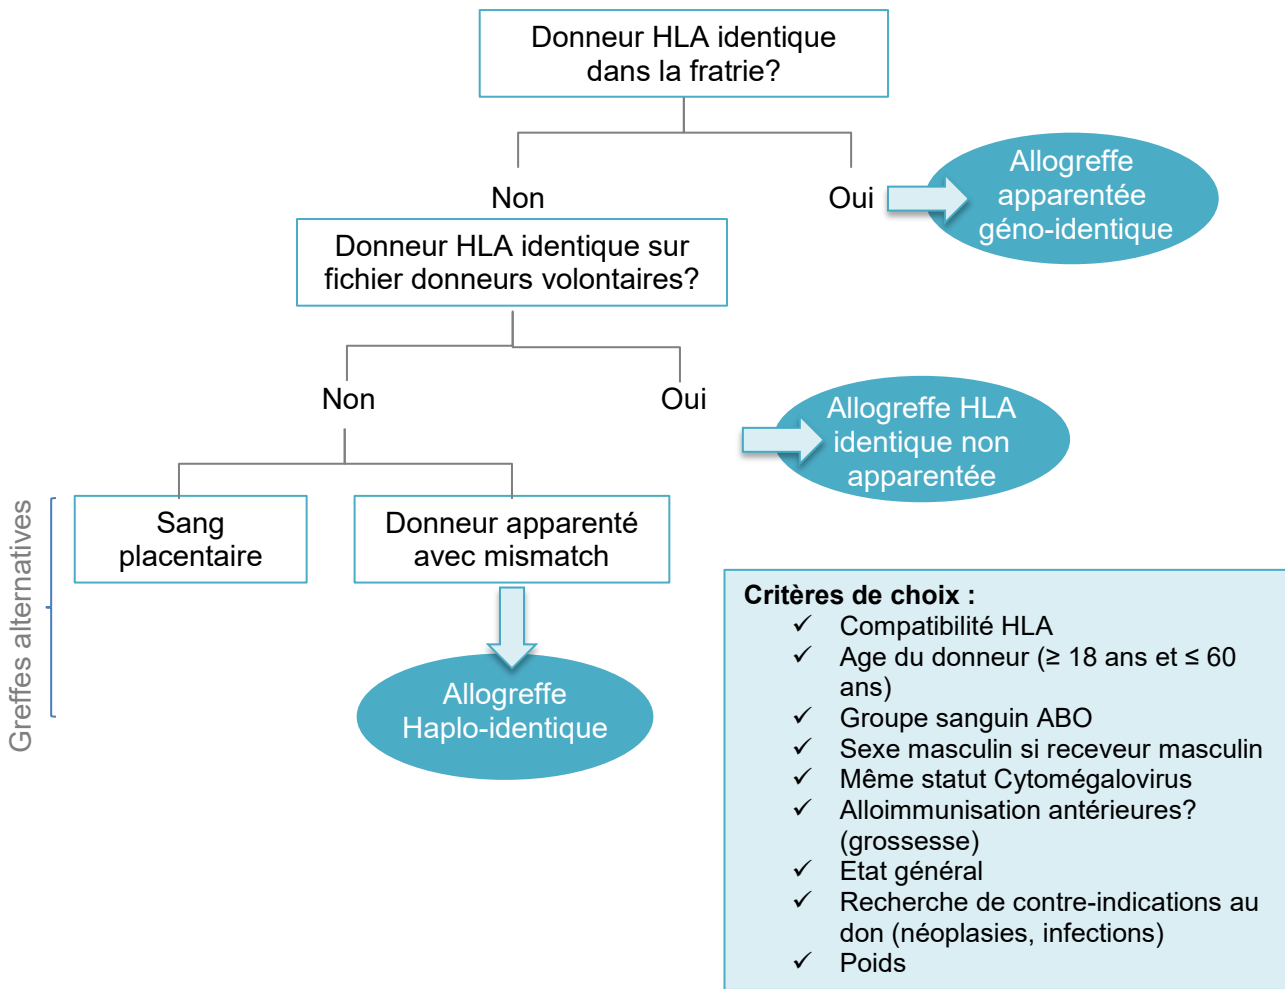 Donneur HLA identique
dans la fratrie?
Non
Oui
Allogreffe
apparentée
géno-identique
Donneur HLA identique sur
fichier donneurs volontaires?
Non
Oui
Allogreffe HLA
identique non
apparentée
Greffes alternatives
Sang
placentaire
Donneur apparenté
avec mismatch
Allogreffe
Haplo-identique
Critères de choix :
✓ Compatibilité HLA
✓ Age du donneur (≥ 18 ans et ≤ 60
ans)
✓ Groupe sanguin ABO
✓ Sexe masculin si receveur masculin
✓ Même statut Cytomégalovirus
✓ Alloimmunisation antérieures?
(grossesse)
✓ Etat général
✓ Recherche de contre-indications au
don (néoplasies, infections)
✓ Poids